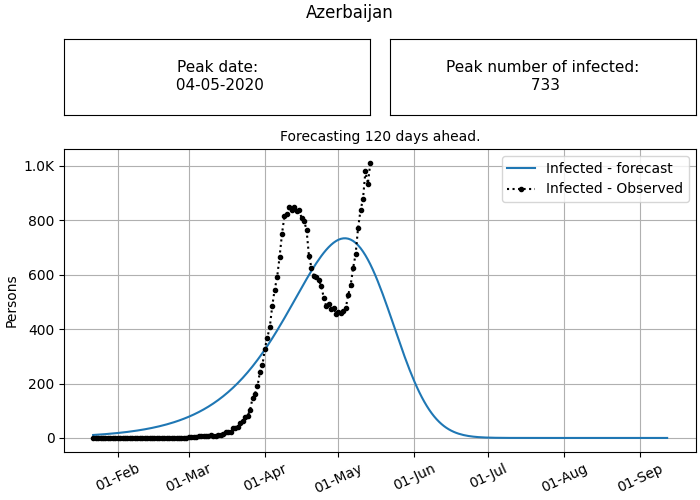 Azerbaijan
Peak date:
04-05-2020
Peak number of infected:
733
Forecasting 120 days ahead.
Infected - forecast
Infected - Observed
Persons
1.0K
800
600
400
200
0
01-Feb
01-Mar
01-Apr
01-May
01-Jun
01-Jul
01-Aug
01-Sep